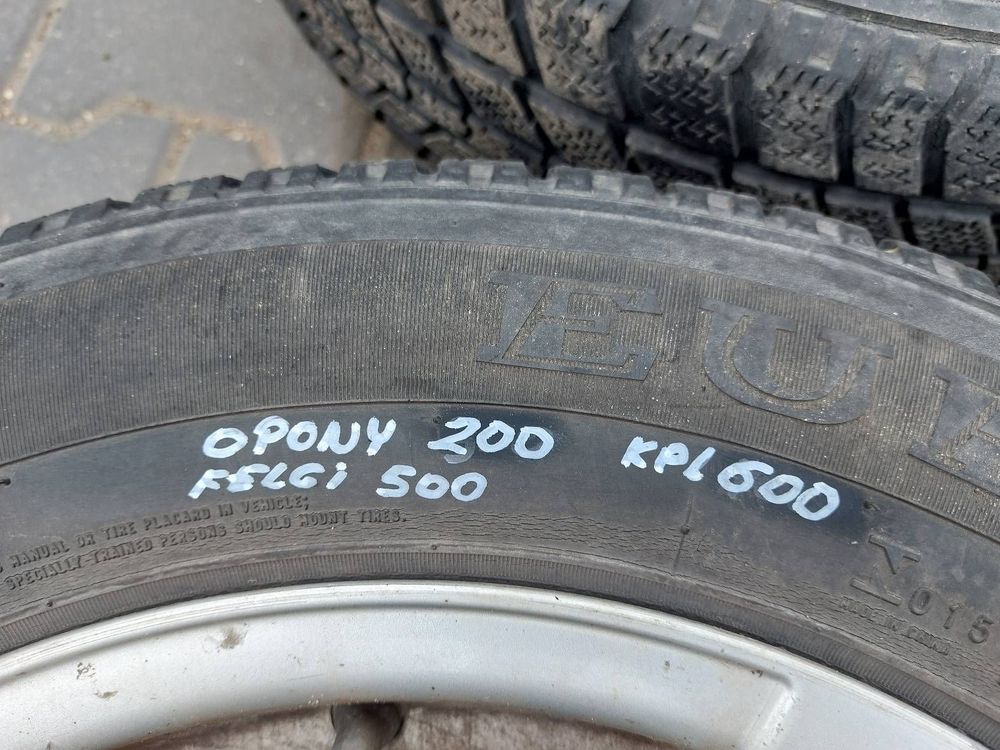 EU
OPONY 200 KPL 600
FELGI 500
MANUAL OR TIRE PLACARD IN VEHICLE;
SPECIALLY-TRAINED PERSONS SHOULD MOUNT TIRES.
N 015